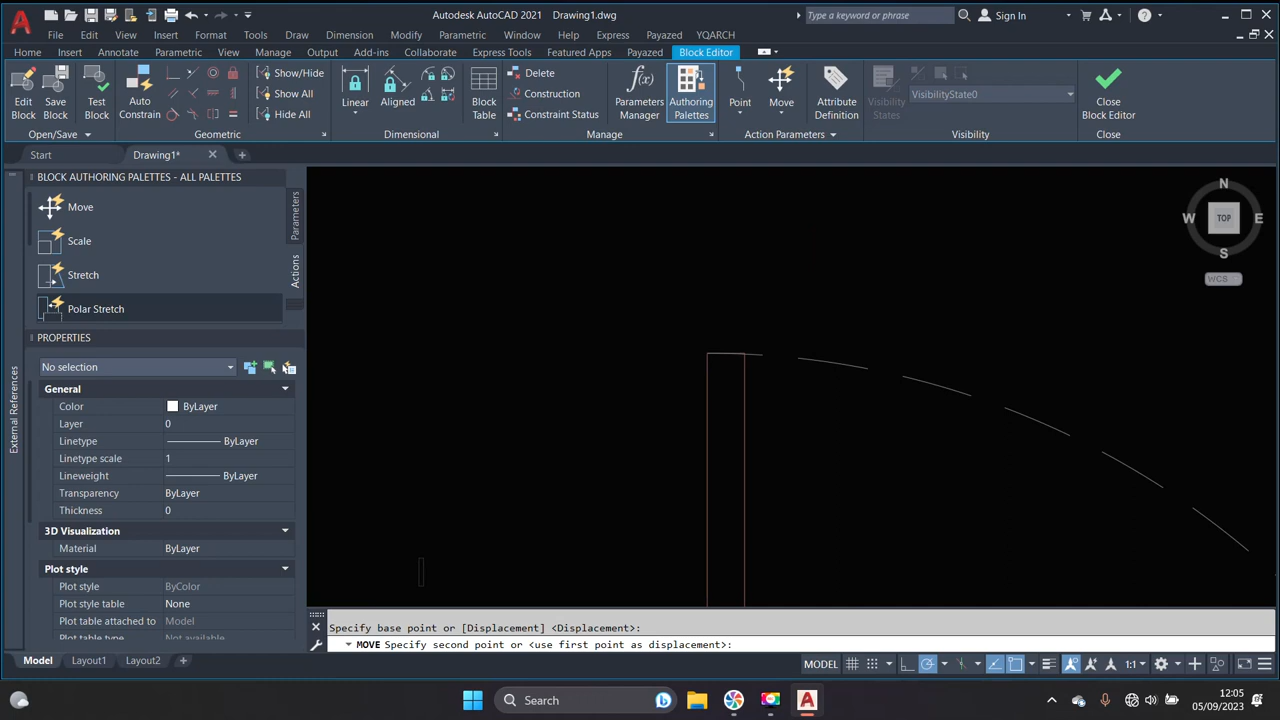 Autodesk AutoCAD 2021 Drawing1.dwg
Type a keyword or phrase
Sign In
File Edit View Insert Format Tools Draw Dimension Modify Parametric Window Help Express Payazed YQARCH
Home Insert Annotate Parametric View Manage Output Add-ins Collaborate Express Tools Featured Apps Payazed Block Editor
Edit Block
Save Block
Test Block
Open/Save
Auto Constrain
Show/Hide
Show All
Hide All
Geometric
Linear
Aligned
Dimensional
Block Table
Delete
Construction
Constraint Status
Manage
Parameters Manager
Authoring Palettes
Point
Move
Action Parameters
Attribute Definition
Visibility States
VisibilityState0
Visibility
Close Block Editor
Close
Start
Drawing1*
BLOCK AUTHORING PALETTES - ALL PALETTES
Move
Scale
Stretch
Polar Stretch
Parameters
Actions
PROPERTIES
No selection
General
Color ByLayer
Layer 0
Linetype ByLayer
Linetype scale 1
Lineweight ByLayer
Transparency ByLayer
Thickness 0
3D Visualization
Material ByLayer
Plot style
Plot style ByColor
Plot style table None
Plot table attached to Model
Plot table type Not available
External References
N
W TOP E
S
WCS
Specify base point or [Displacement] <Displacement>:
MOVE Specify second point or <use first point as displacement>:
Model Layout1 Layout2
MODEL
1:1
Search
12:05
05/09/2023